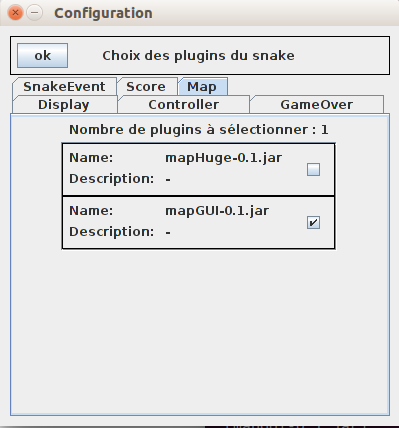 Configuration
ok Choix des plugins du snake
SnakeEvent Score Map
Display Controller GameOver
Nombre de plugins à sélectionner : 1
Name: mapHuge-0.1.jar
Description: -
Name: mapGUI-0.1.jar
Description: -